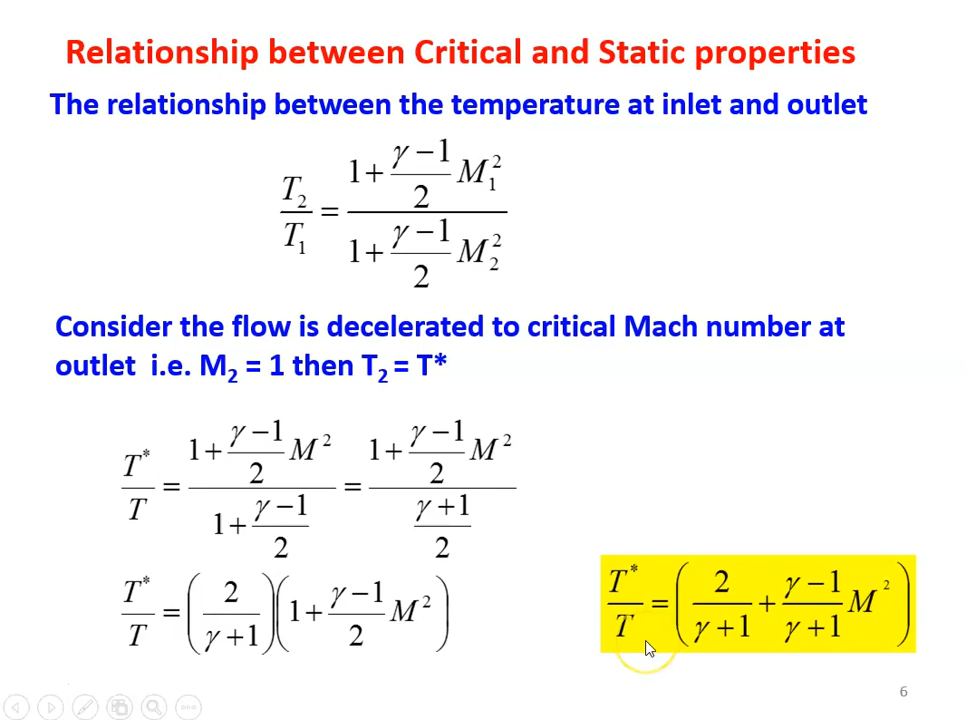 Relationship between Critical and Static properties
The relationship between the temperature at inlet and outlet
T₂/T₁ = (1 + (γ − 1)/2 M₁²) / (1 + (γ − 1)/2 M₂²)
Consider the flow is decelerated to critical Mach number at
outlet i.e. M₂ = 1 then T₂ = T*
T*/T = (1 + (γ − 1)/2 M²) / (1 + (γ − 1)/2) = (1 + (γ − 1)/2 M²) / ((γ + 1)/2)
T*/T = (2/(γ + 1)) (1 + (γ − 1)/2 M²)
T*/T = (2/(γ + 1) + (γ − 1)/(γ + 1) M²)
6